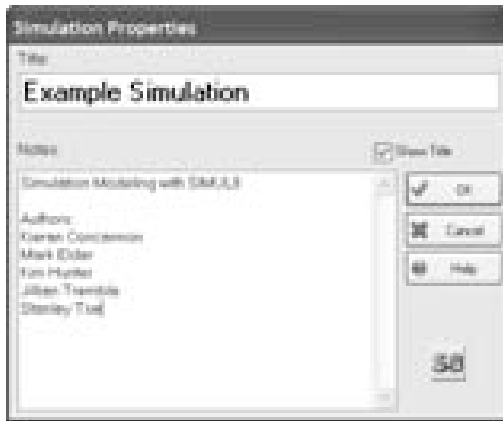 Simulation Properties
Title
Example Simulation
Notes
Show Title
Simulation Modeling with SIMUL8
OK
Authors
Kieran Concannon
Cancel
Mark Elder
Kim Hunter
Help
Jillian Tremble
Stanley Tse
S8